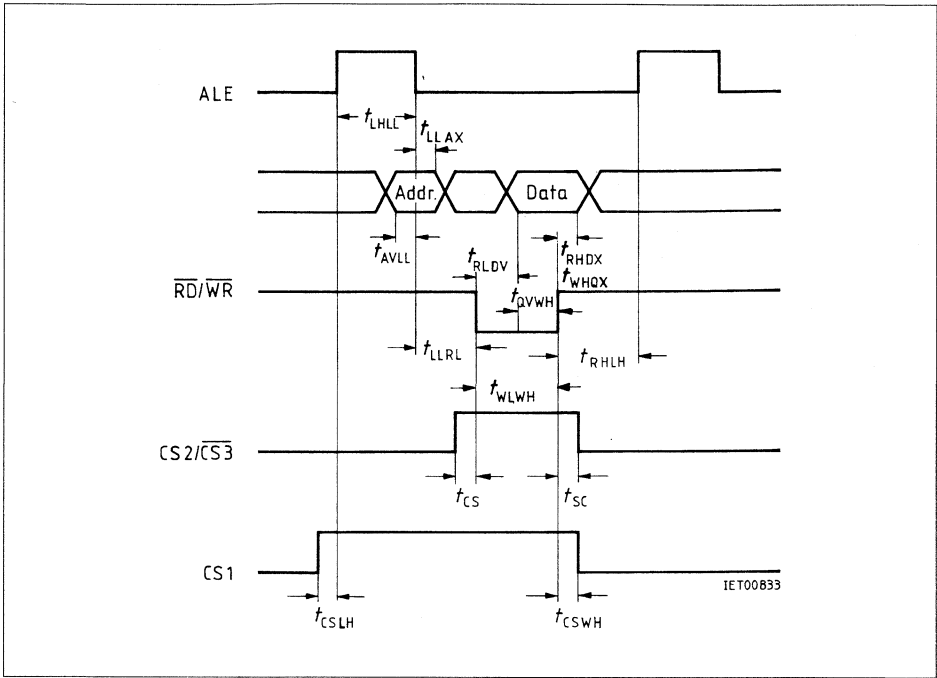 ALE
tLHLL
tLLAX
Addr.
Data
tAVLL
tRLDV
tRHDX
tWHQX
RD/WR
tQVWH
tLLRL
tRHLH
tWLWH
CS2/CS3
tCS
tSC
CS1
IET00833
tCSLH
tCSWH